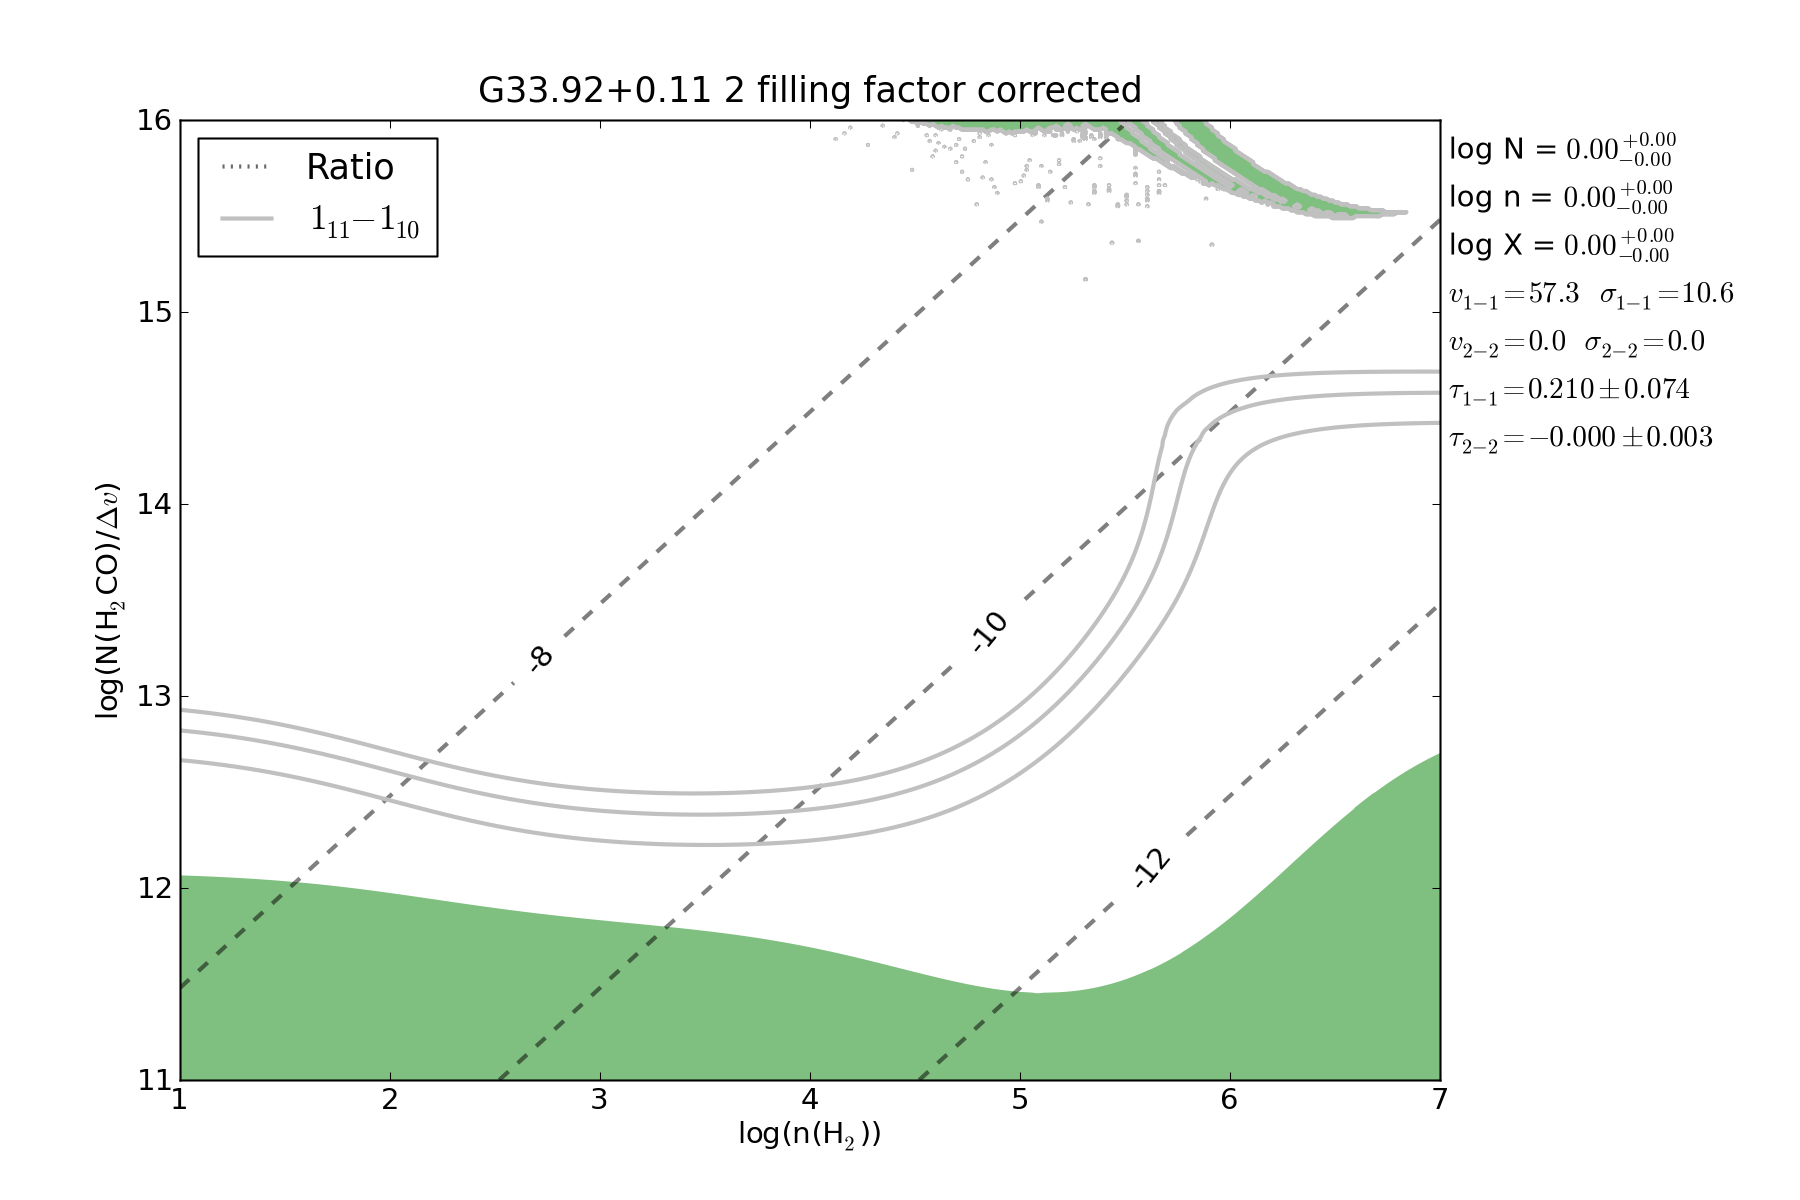 G33.92+0.11 2 filling factor corrected
Ratio
1₁₁−1₁₀
log N = 0.00 +0.00 −0.00
log n = 0.00 +0.00 −0.00
log X = 0.00 +0.00 −0.00
v₁₋₁=57.3 σ₁₋₁=10.6
v₂₋₂=0.0 σ₂₋₂=0.0
τ₁₋₁=0.210±0.074
τ₂₋₂=−0.000±0.003
16
15
14
13
12
11
log(N(H₂CO)/Δv)
-8
-10
-12
1 2 3 4 5 6 7
log(n(H₂))